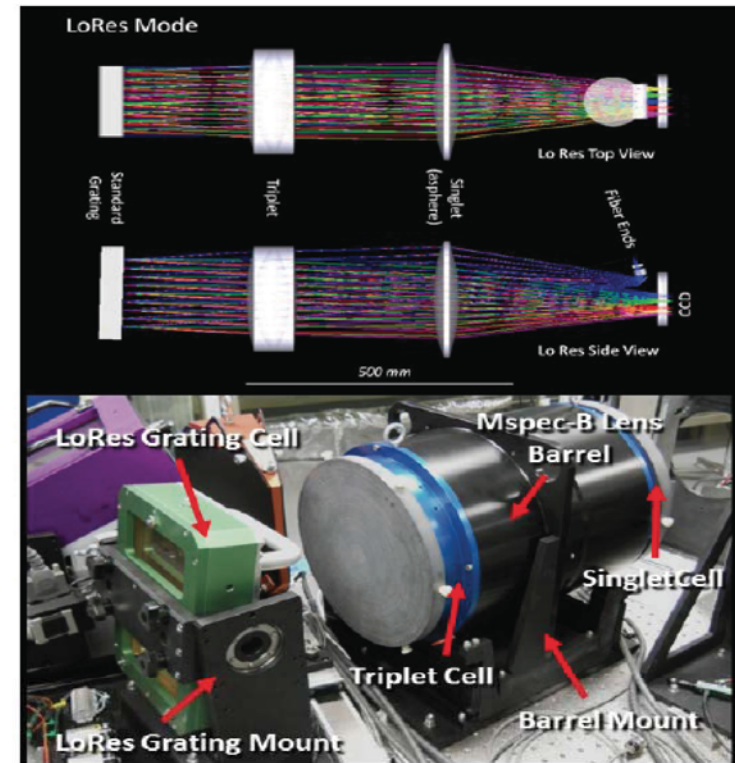 LoRes Mode
Lo Res Top View
Standard
Grating
Triplet
Singlet
(asphere)
Fiber Ends
CCD
Lo Res Side View
500 mm
LoRes Grating Cell
Mspec-B Lens
Barrel
SingletCell
Triplet Cell
Barrel Mount
LoRes Grating Mount